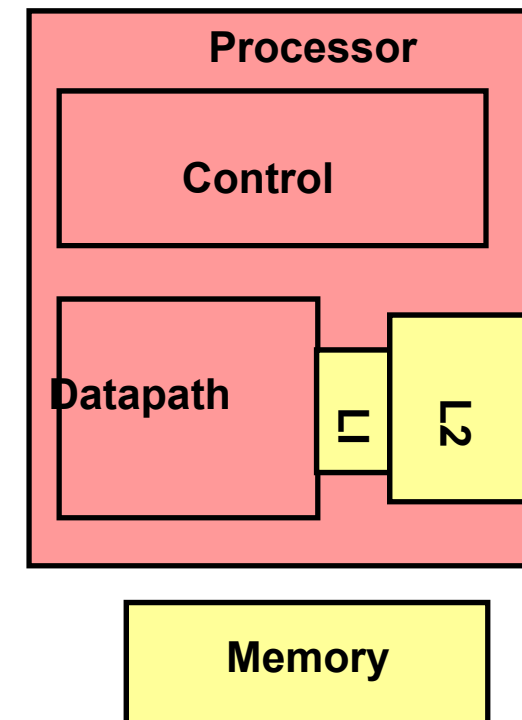 Processor
Control
Datapath
L1
L2
Memory